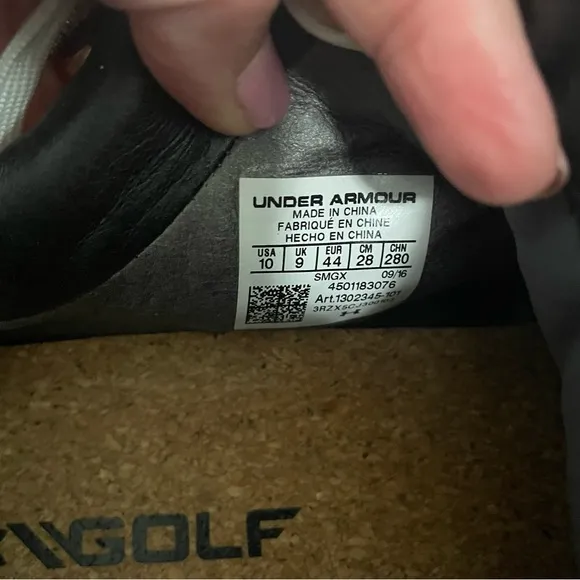 UNDER ARMOUR
MADE IN CHINA
FABRIQUÉ EN CHINE
HECHO EN CHINA
USA UK EUR CM CHN
10 9 44 28 280
SMGX 09/16
4501183076
Art.1302345-101
GOLF